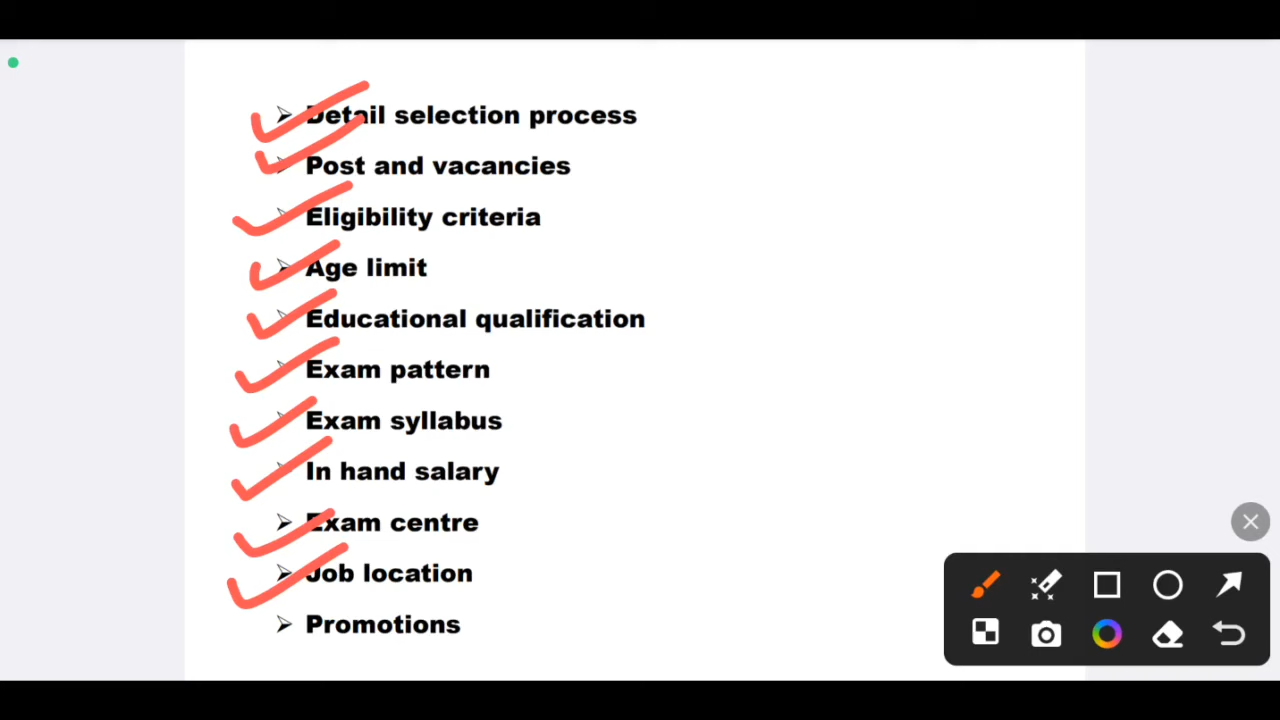 Detail selection process
Post and vacancies
Eligibility criteria
Age limit
Educational qualification
Exam pattern
Exam syllabus
In hand salary
Exam centre
Job location
Promotions